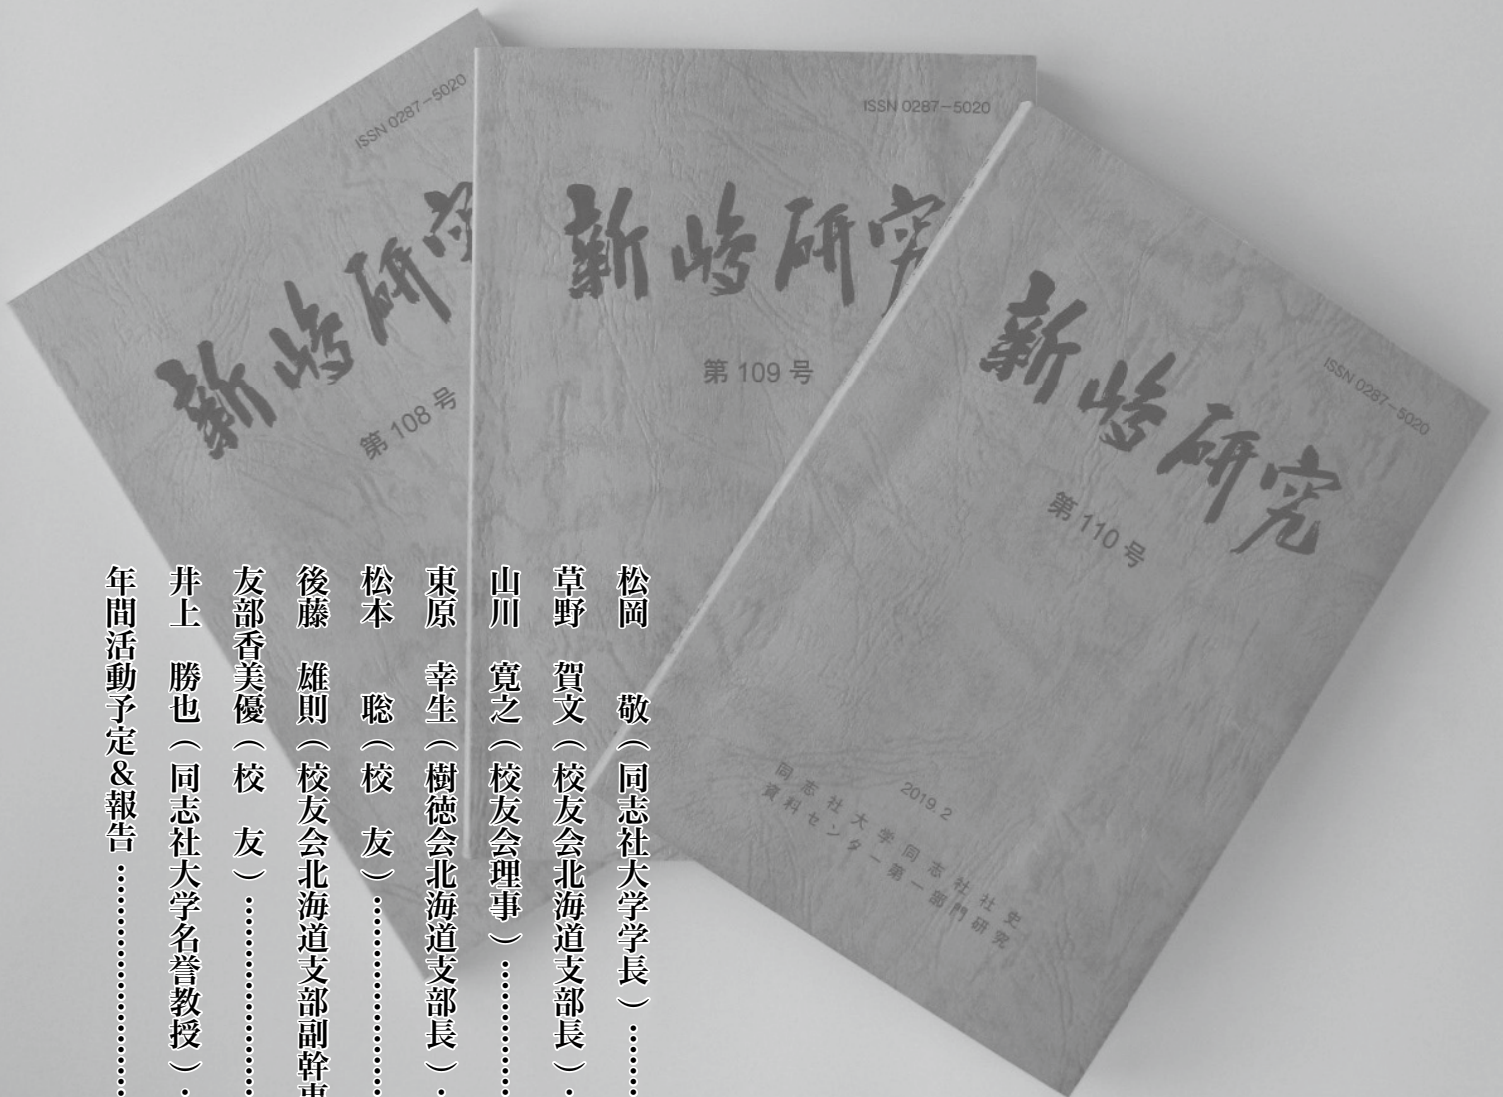 ISSN 0287-5020
新島研究
第108号
ISSN 0287-5020
新島研究
第109号
ISSN 0287-5020
新島研究
第110号
2019.2
同志社大学同志社社史
資料センター第一部門研究
松岡　敬（同志社大学学長）…………
草野　賀文（校友会北海道支部長）…
山川　寛之（校友会理事）………………
東原　幸生（樹徳会北海道支部長）…
松本　聡（校　友）………………………
後藤　雄則（校友会北海道支部副幹事
友部香美優（校　友）………………………
井上　勝也（同志社大学名誉教授）…
年間活動予定＆報告………………………